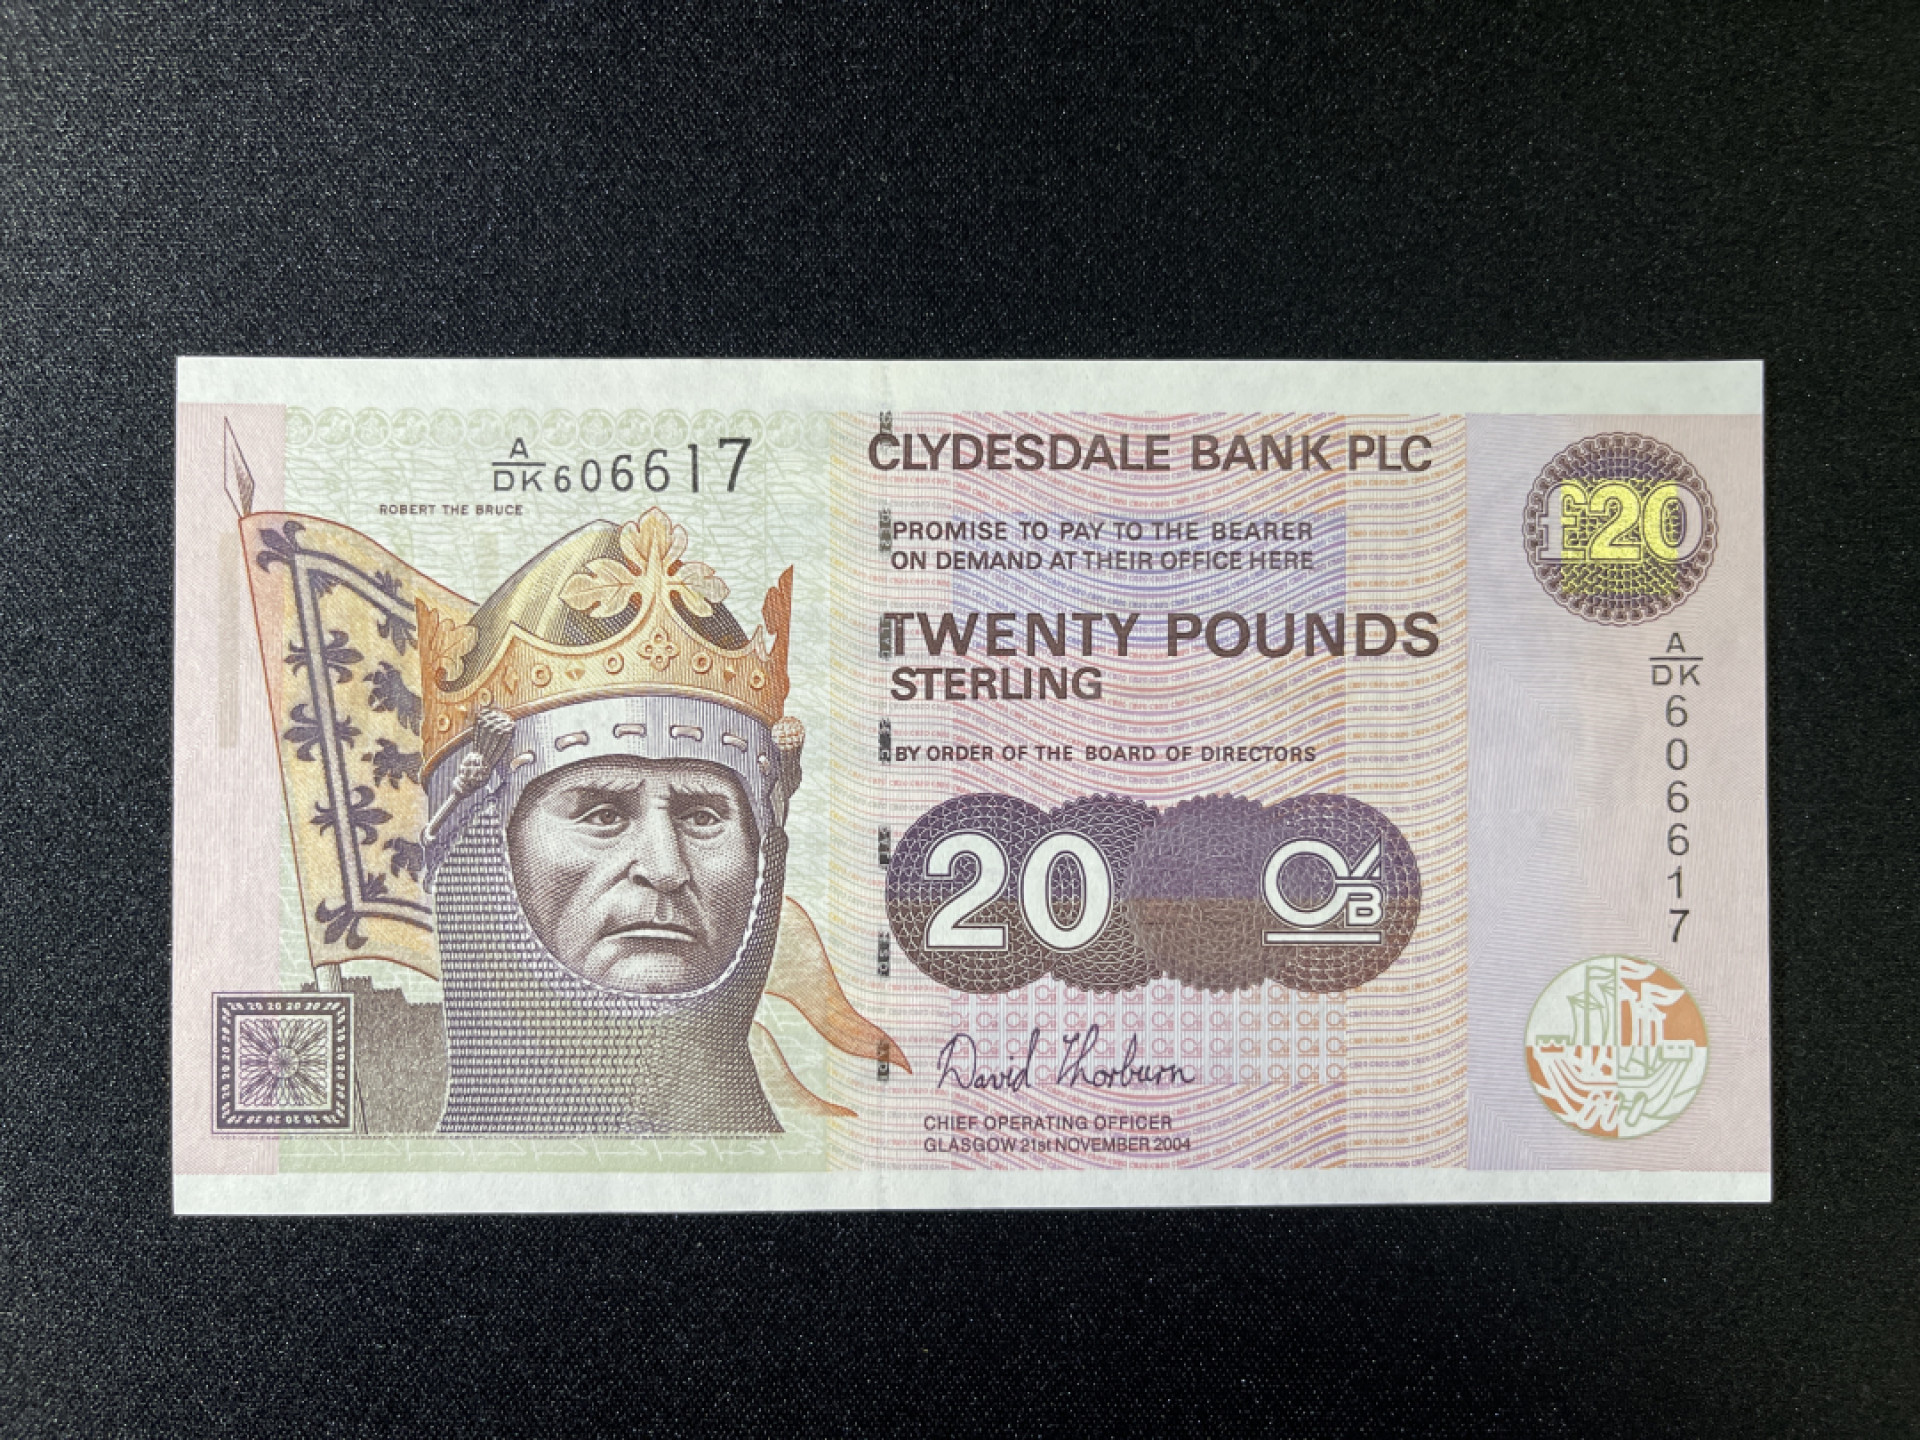 A
DK 606617
ROBERT THE BRUCE
CLYDESDALE BANK PLC
PROMISE TO PAY TO THE BEARER
ON DEMAND AT THEIR OFFICE HERE
TWENTY POUNDS
STERLING
BY ORDER OF THE BOARD OF DIRECTORS
20 CB
David Thorburn
CHIEF OPERATING OFFICER
GLASGOW 21st NOVEMBER 2004
£20
A
DK
6
0
6
6
1
7